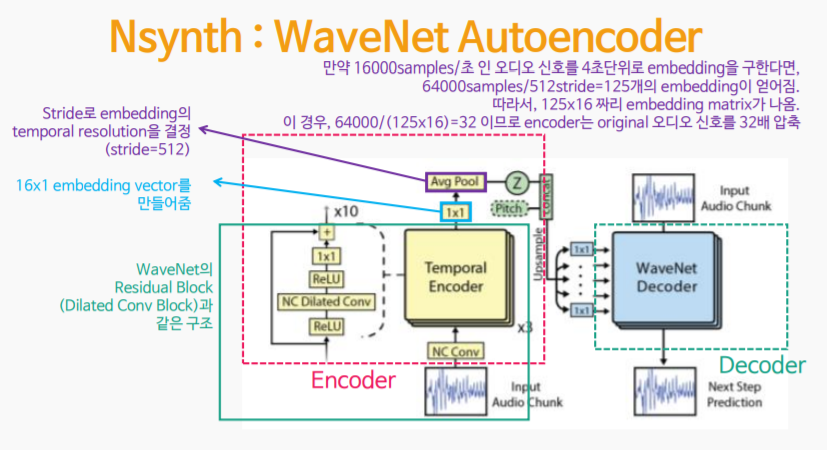 Nsynth : WaveNet Autoencoder
만약 16000samples/초 인 오디오 신호를 4초단위로 embedding을 구한다면,
64000samples/512stride=125개의 embedding이 얻어짐.
따라서, 125x16 짜리 embedding matrix가 나옴.
이 경우, 64000/(125x16)=32 이므로 encoder는 original 오디오 신호를 32배 압축
Stride로 embedding의
temporal resolution을 결정
(stride=512)
16x1 embedding vector를
만들어줌
WaveNet의
Residual Block
(Dilated Conv Block)과
같은 구조
x10
+
1x1
ReLU
NC Dilated Conv
ReLU
Avg Pool
1x1
Temporal
Encoder
x3
NC Conv
Input
Audio Chunk
Encoder
Z
Pitch
concat
Upsample
1x1
1x1
Input
Audio Chunk
WaveNet
Decoder
Decoder
Next Step
Prediction